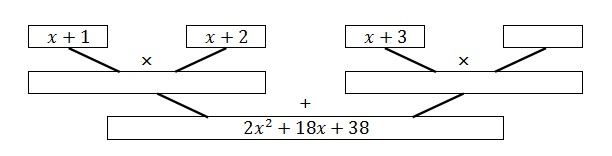 x + 1 x + 2 x + 3
× ×
+
2x² + 18x + 38